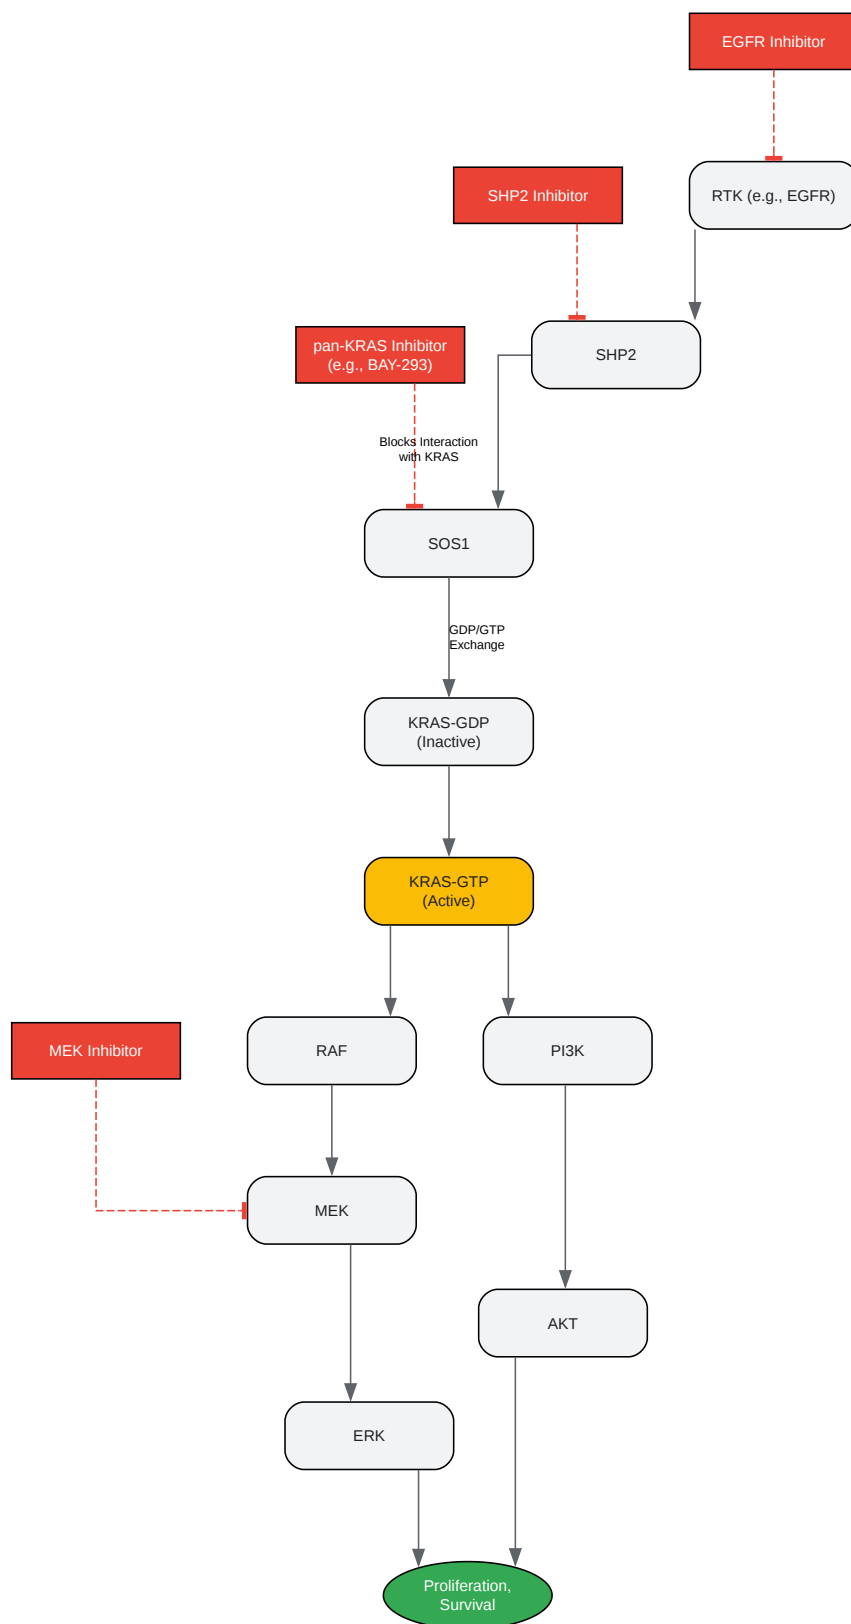 EGFR Inhibitor
SHP2 Inhibitor
RTK (e.g., EGFR)
pan-KRAS Inhibitor
(e.g., BAY-293)
SHP2
Blocks Interaction
with KRAS
SOS1
GDP/GTP
Exchange
KRAS-GDP
(Inactive)
KRAS-GTP
(Active)
MEK Inhibitor
RAF
PI3K
MEK
AKT
ERK
Proliferation,
Survival